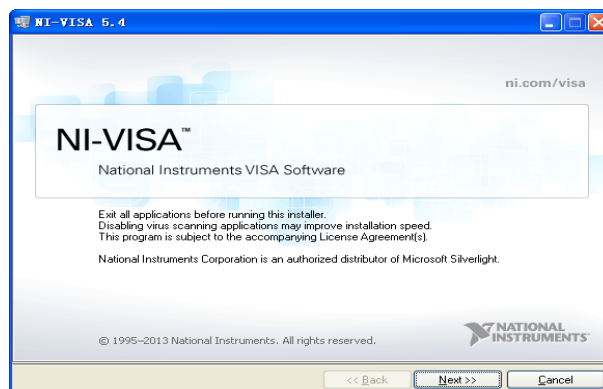 NI-VISA 5.4
ni.com/visa
NI-VISA™
National Instruments VISA Software
Exit all applications before running this installer.
Disabling virus scanning applications may improve installation speed.
This program is subject to the accompanying License Agreement(s).
National Instruments Corporation is an authorized distributor of Microsoft Silverlight.
© 1995–2013 National Instruments. All rights reserved.
NATIONAL
INSTRUMENTS™
<< Back
Next >>
Cancel